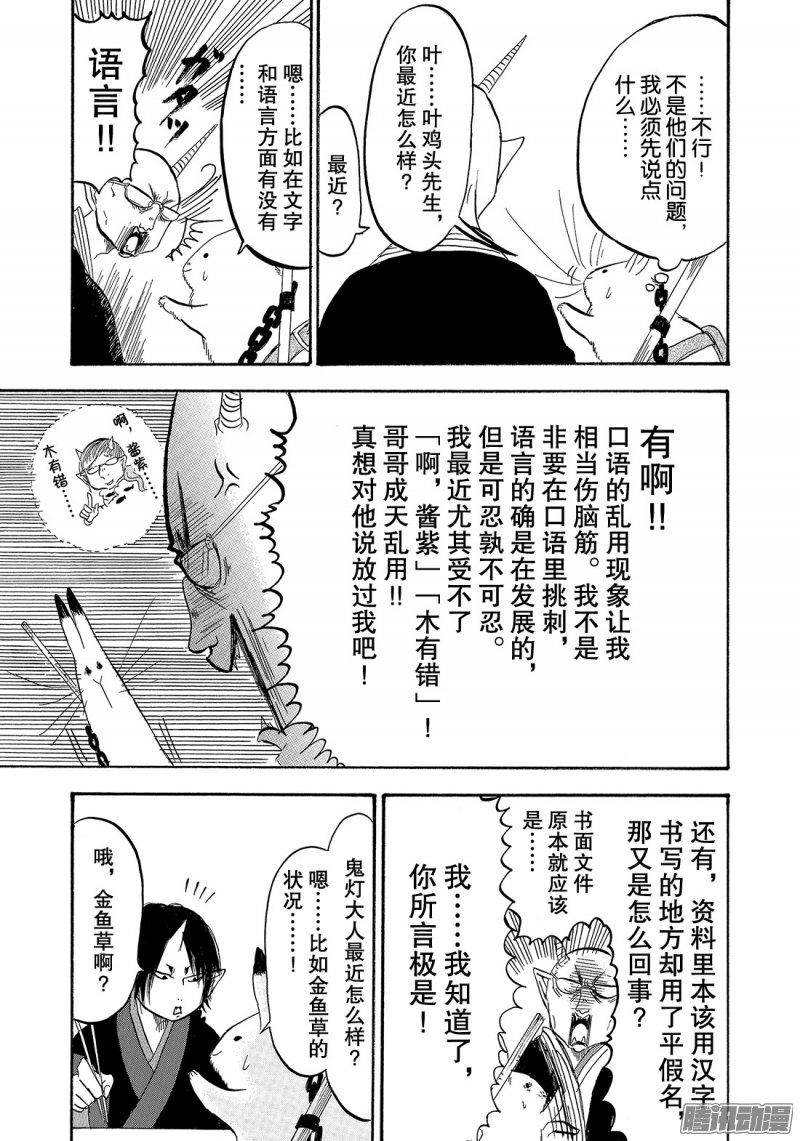 ……不行！
不是他们的问题，
我必须先说点
什么……
叶……叶鸡头先生，
你最近怎么样？
最近？
嗯……比如在文字
和语言方面有没有
……
ガタッ
语言！！
有啊！！
口语的乱用现象让我
相当伤脑筋。我不是
非要在口语里挑刺，
语言的确是在发展的，
但是可忍孰不可忍。
我最近尤其受不了
「啊，酱紫」「木有错」！
哥哥成天乱用！！
真想对他说放过我吧！
啊，酱紫……
木有错……
还有，资料里本该用汉字
书写的地方却用了平假名，
那又是怎么回事？
书面文件
原本就应该
是……
我……我知道了，
你所言极是！
鬼灯大人最近怎么样？
嗯……比如金鱼草的
状况……！
哦，金鱼草啊？
腾讯动漫